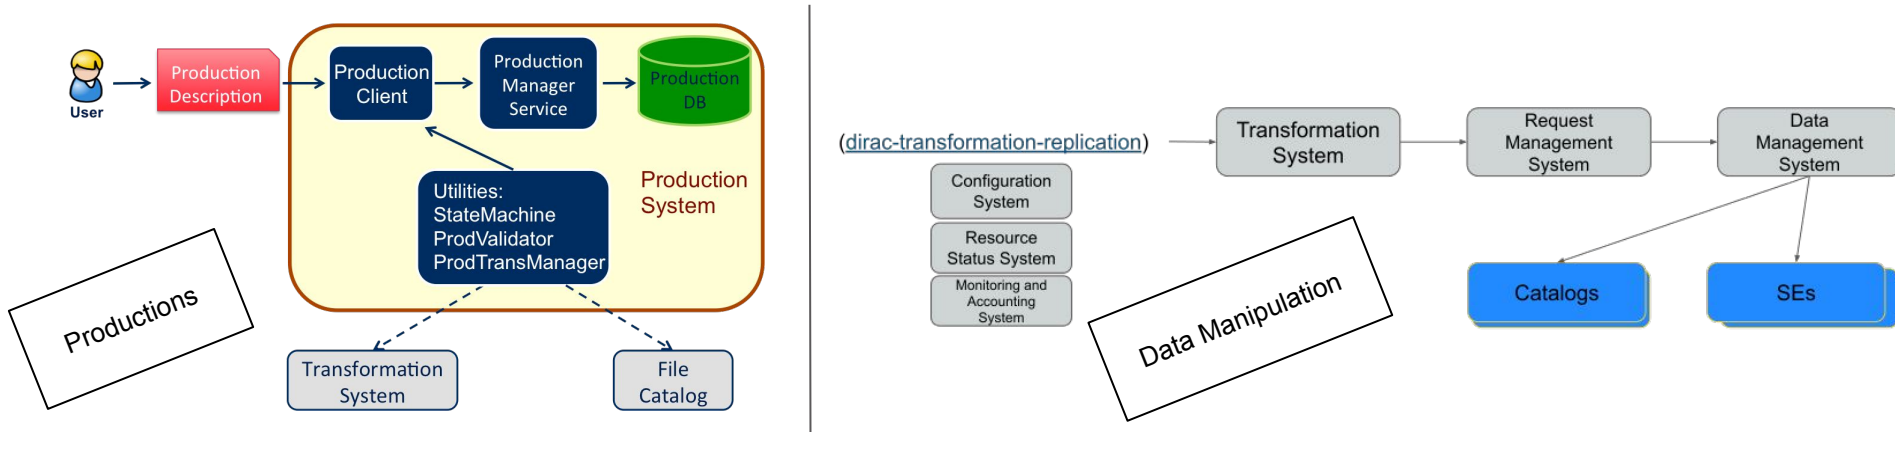 User
Production
Description
Production
Client
Production
Manager
Service
Production
DB
Utilities:
StateMachine
ProdValidator
ProdTransManager
Production
System
Transformation
System
File
Catalog
Productions
(dirac-transformation-replication)
Configuration
System
Resource
Status System
Monitoring and
Accounting
System
Transformation
System
Request
Management
System
Data
Management
System
Catalogs
SEs
Data Manipulation